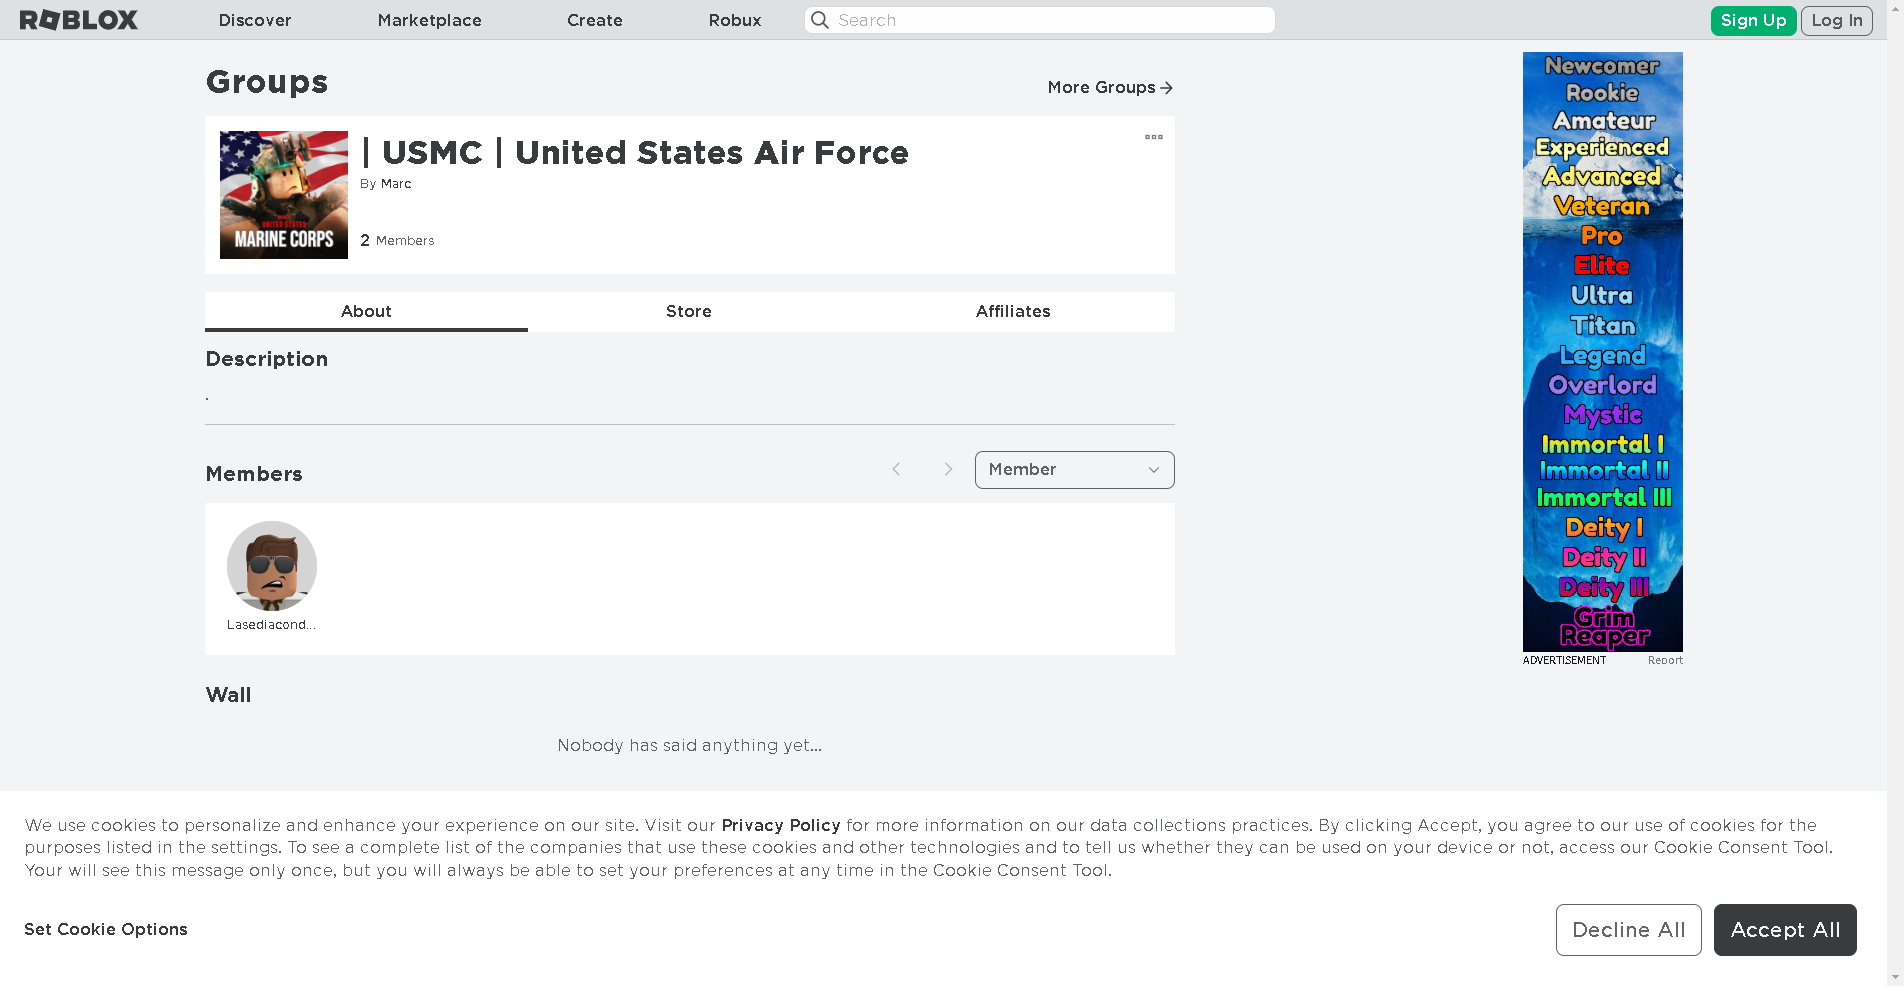 ROBLOX Discover Marketplace Create Robux Search Sign Up Log In
Groups
More Groups
| USMC | United States Air Force
By Marc
2 Members
UNITED STATES
MARINE CORPS
About Store Affiliates
Description
.
Members
Member
Lasediacond...
Wall
Nobody has said anything yet...
Newcomer
Rookie
Amateur
Experienced
Advanced
Veteran
Pro
Elite
Ultra
Titan
Legend
Overlord
Mystic
Immortal I
Immortal II
Immortal III
Deity I
Deity II
Deity III
Grim
Reaper
ADVERTISEMENT Report
We use cookies to personalize and enhance your experience on our site. Visit our Privacy Policy for more information on our data collections practices. By clicking Accept, you agree to our use of cookies for the
purposes listed in the settings. To see a complete list of the companies that use these cookies and other technologies and to tell us whether they can be used on your device or not, access our Cookie Consent Tool.
Your will see this message only once, but you will always be able to set your preferences at any time in the Cookie Consent Tool.
Set Cookie Options
Decline All
Accept All